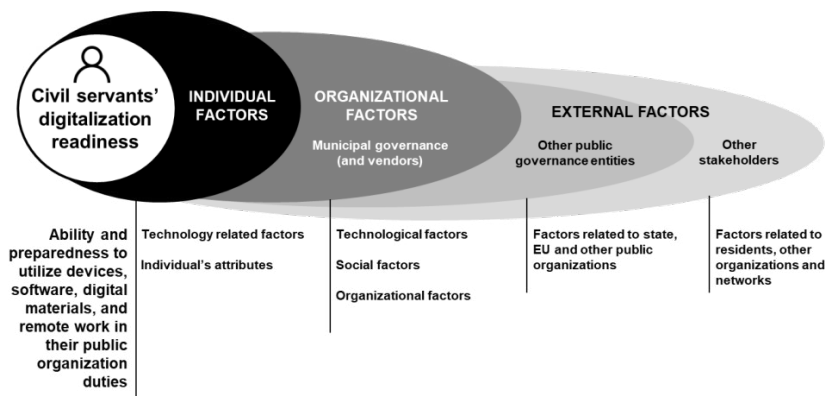 Civil servants’
digitalization
readiness
INDIVIDUAL
FACTORS
ORGANIZATIONAL
FACTORS
Municipal governance
(and vendors)
EXTERNAL FACTORS
Other public
governance entities
Other
stakeholders
Ability and
preparedness to
utilize devices,
software, digital
materials, and
remote work in
their public
organization
duties
Technology related factors
Individual’s attributes
Technological factors
Social factors
Organizational factors
Factors related to state,
EU and other public
organizations
Factors related to
residents, other
organizations and
networks